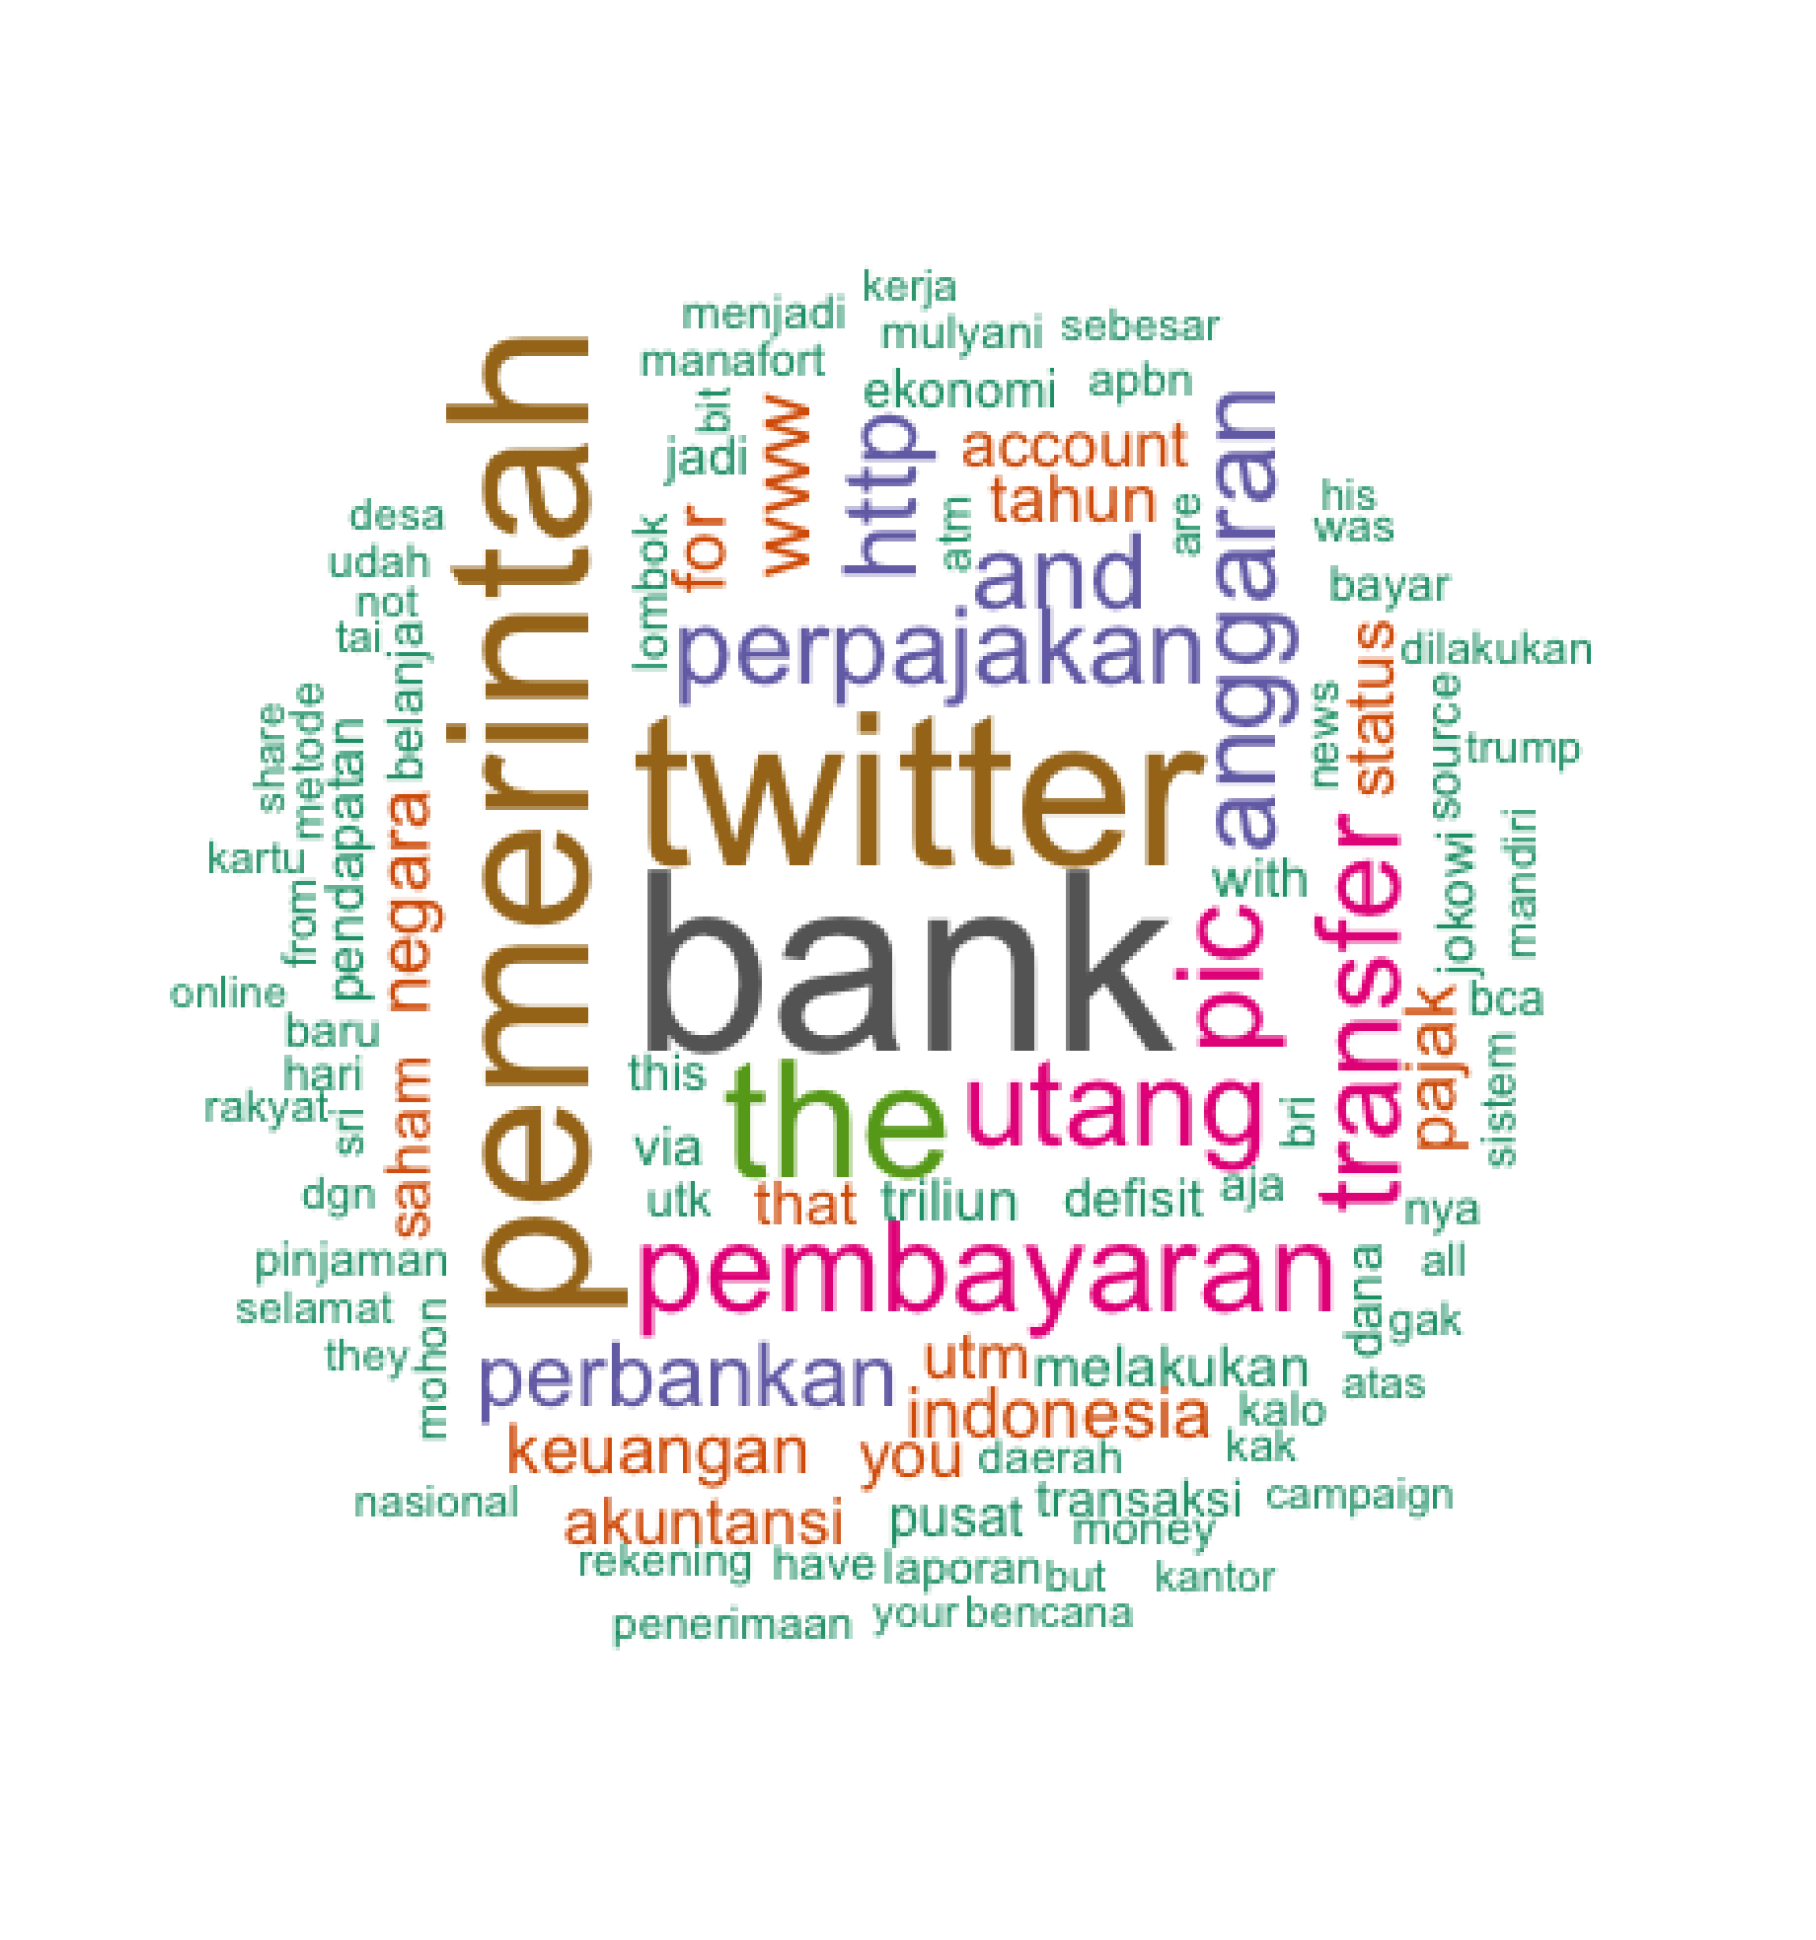 kerja
menjadi
mulyani
sebesar
manafort
ekonomi
apbn
bit
www
http
account
anggaran
jadi
tahun
pemerintah
desa
for
atm
are
his
was
udah
lombok
and
bayar
not
tai
perpajakan
status
dilakukan
belanja
share
metode
twitter
news
source
trump
pendapatan
negara
kartu
bank
with
transfer
jokowi
mandiri
from
pic
online
bca
baru
pajak
hari
this
the
utang
sistem
rakyat
sri
saham
via
bri
dgn
utk
that
triliun
defisit
aja
nya
pinjaman
pembayaran
dana
all
selamat
gak
they
mohon
perbankan
utm
melakukan
atas
indonesia
kalo
keuangan
you
daerah
kak
nasional
akuntansi
pusat
transaksi
campaign
money
rekening
have
laporan
but
kantor
penerimaan
your
bencana